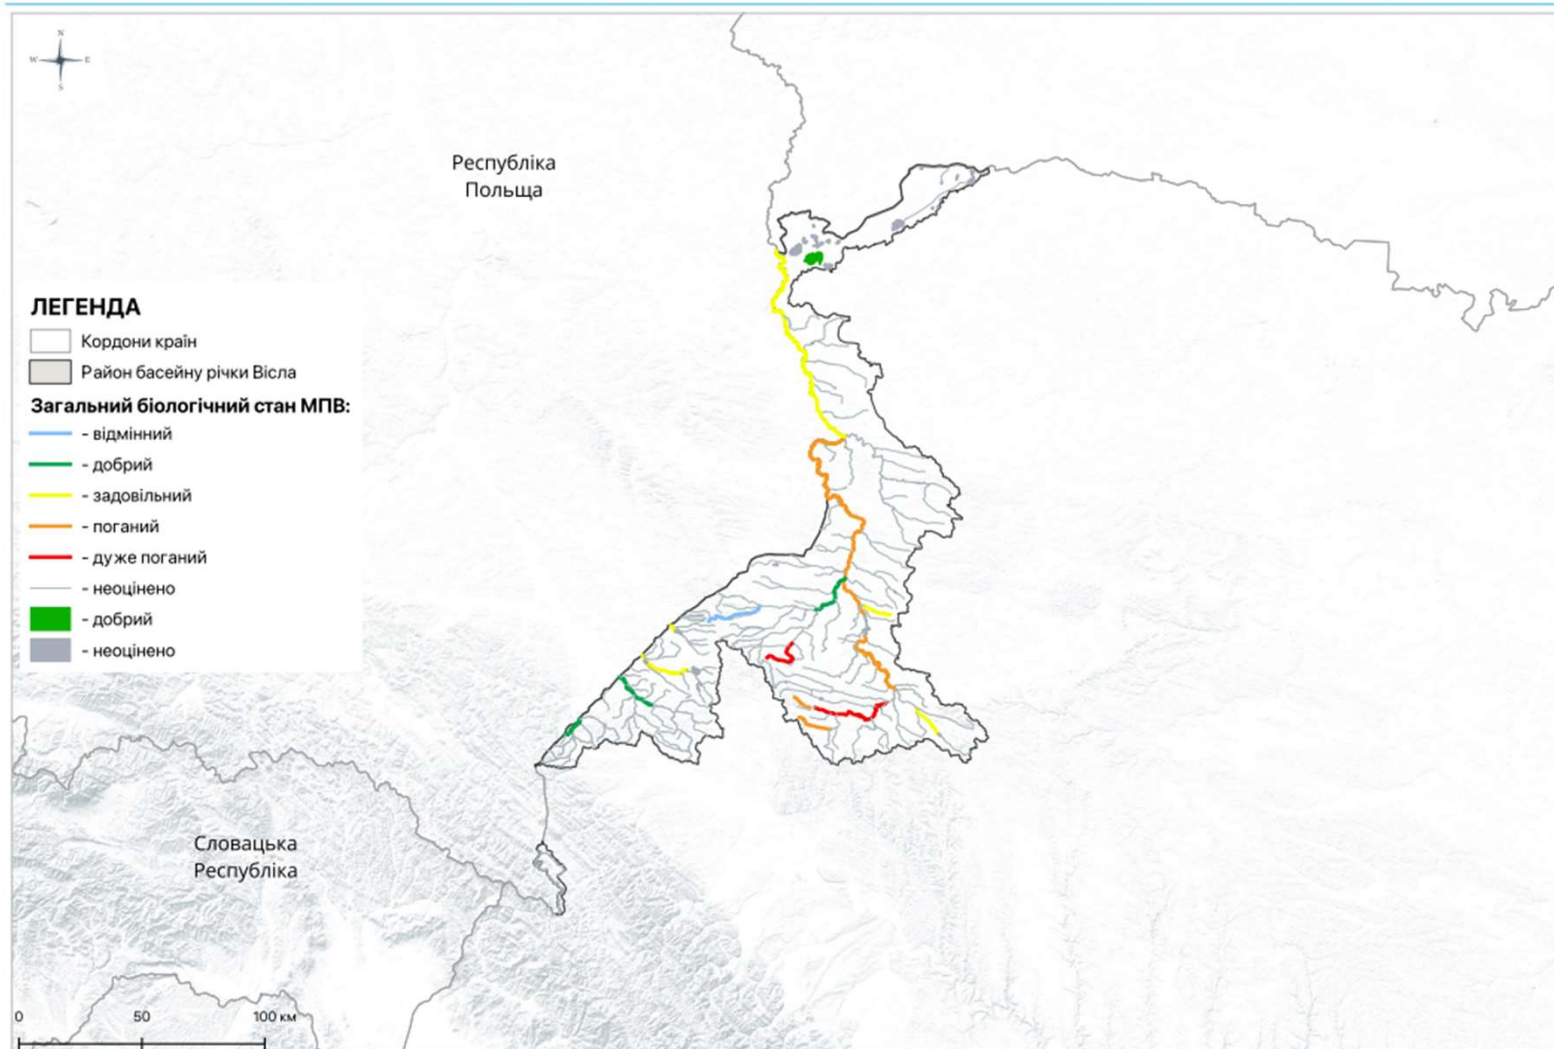 N
W E
S
Республіка
Польща
ЛЕГЕНДА
Кордони країн
Район басейну річки Вісла
Загальний біологічний стан МПВ:
- відмінний
- добрий
- задовільний
- поганий
- дуже поганий
- неоцінено
- добрий
- неоцінено
Словацька
Республіка
0 50 100 км